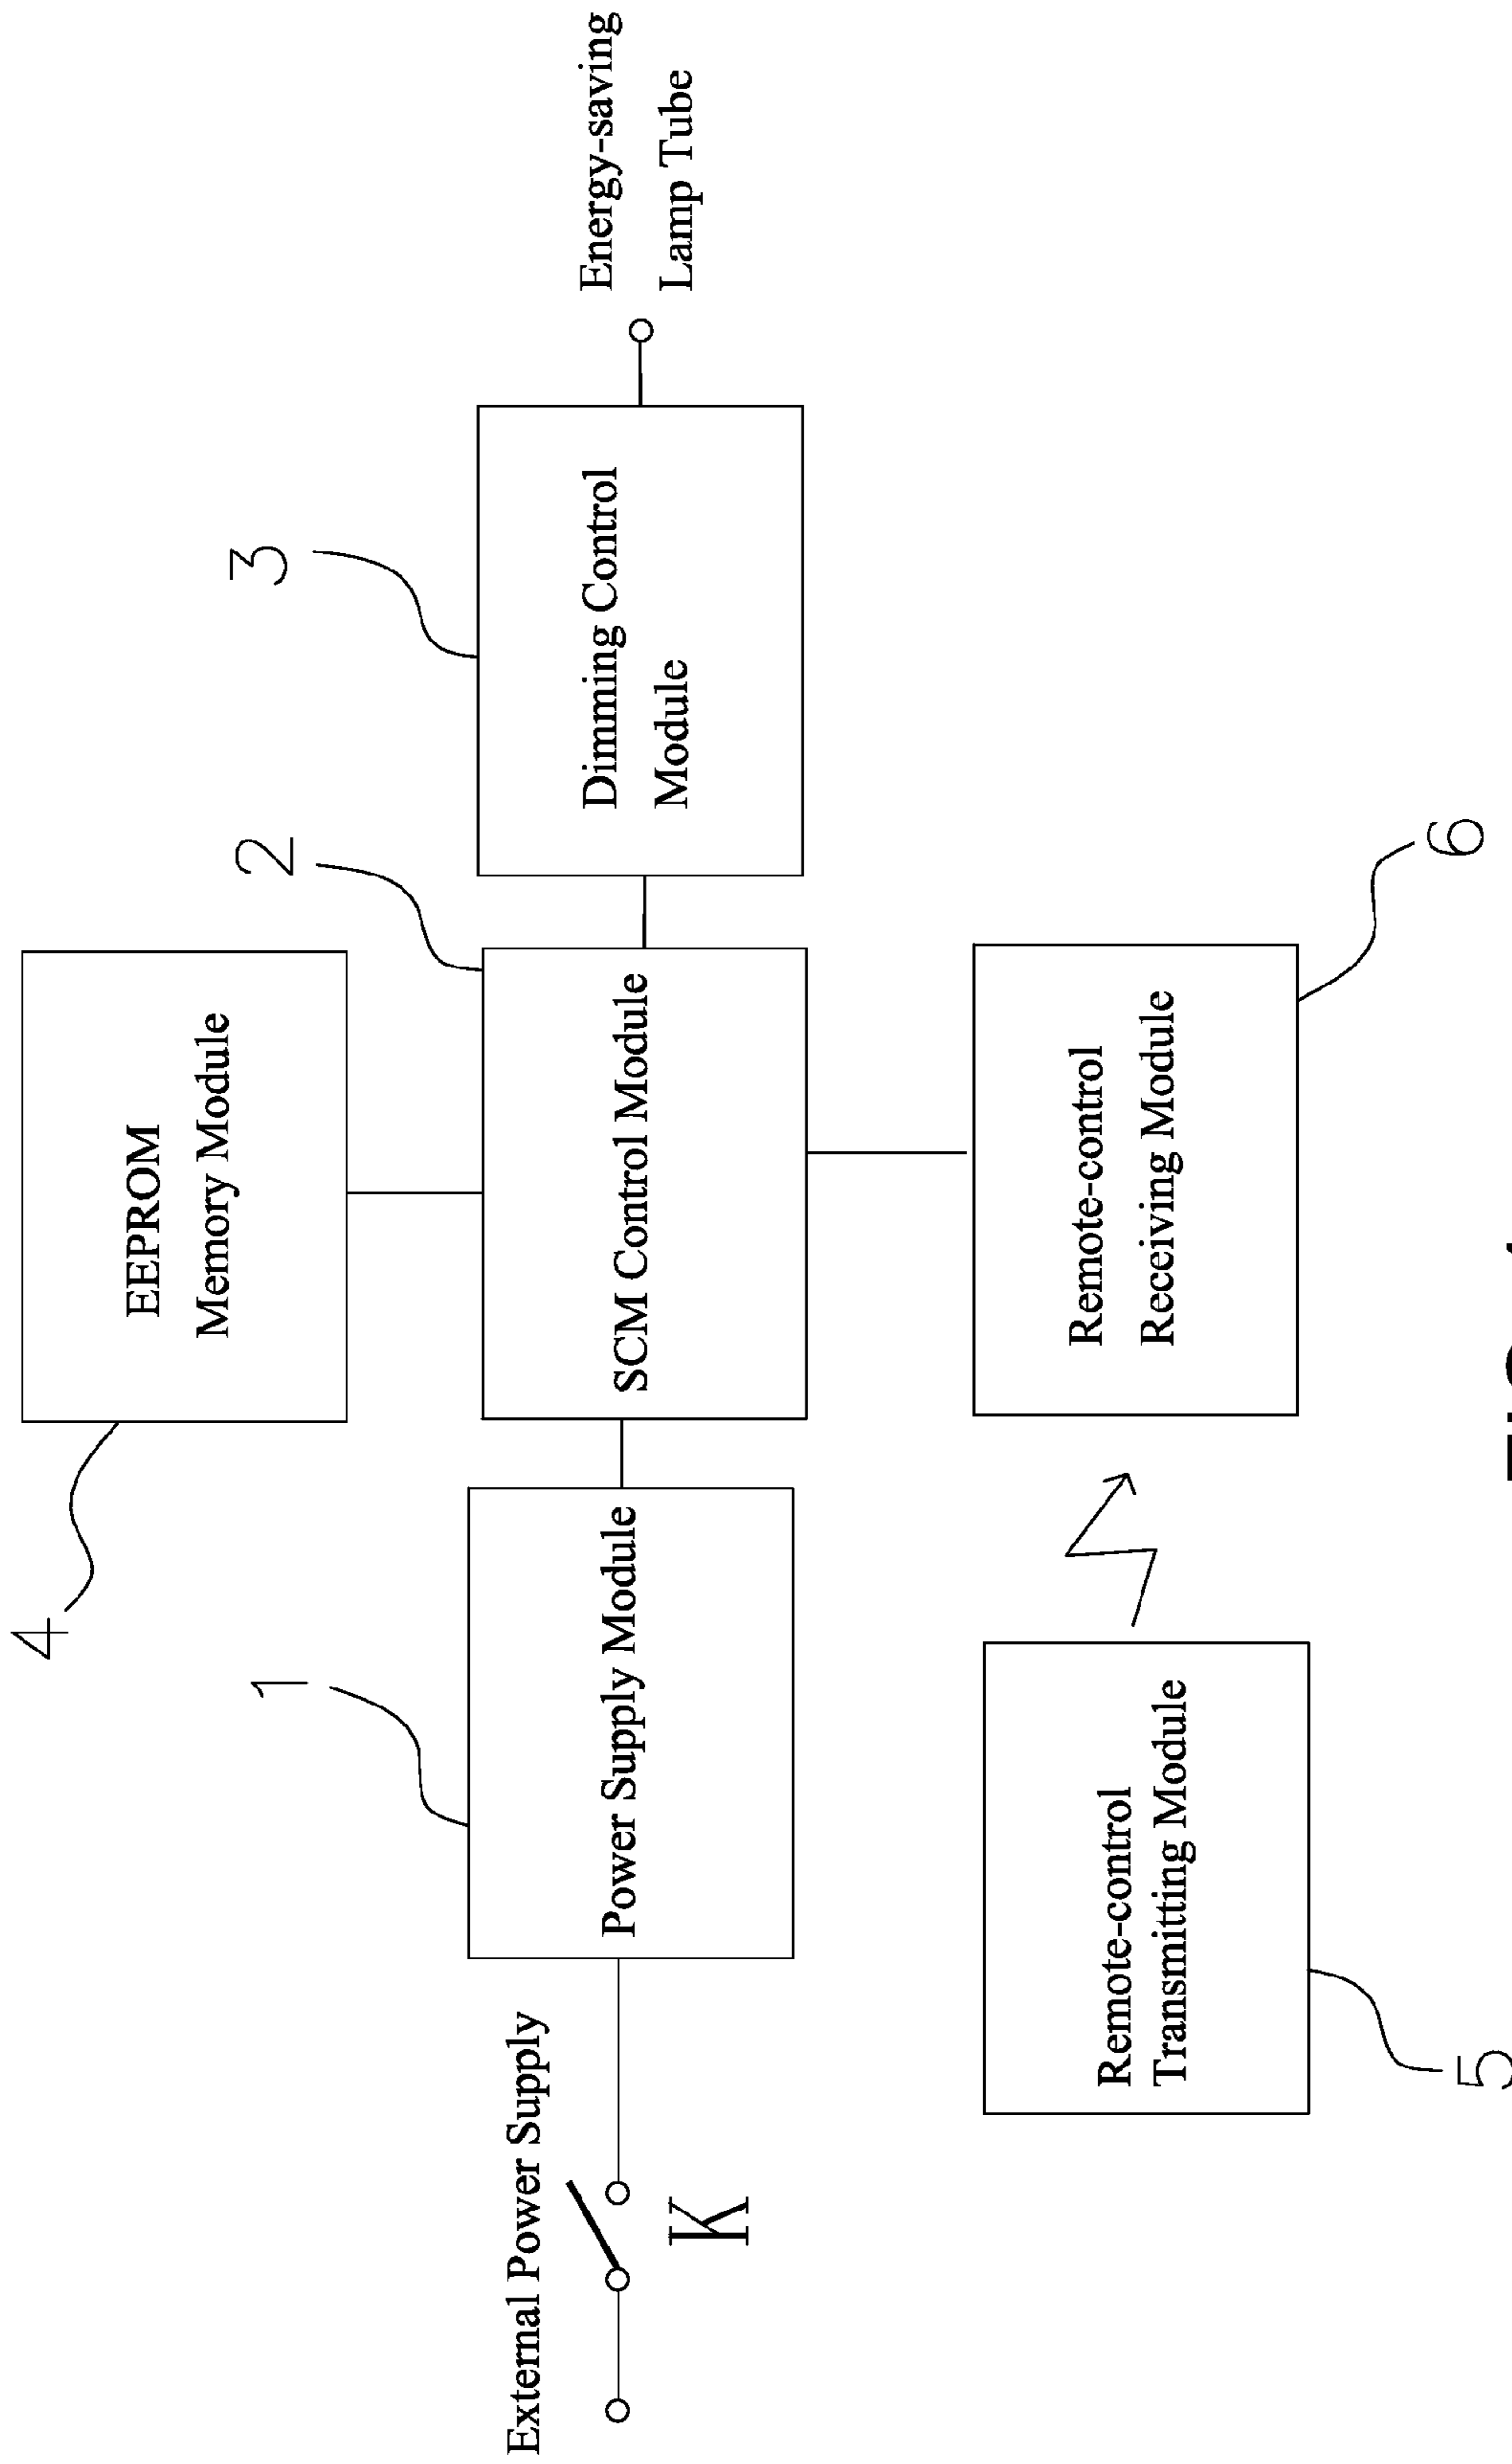 4
EEPROM
Memory Module
1
2
3
External Power Supply
K
Power Supply Module
SCM Control Module
Dimming Control
Module
Energy-saving
Lamp Tube
Remote-control
Transmitting Module
Remote-control
Receiving Module
5
6